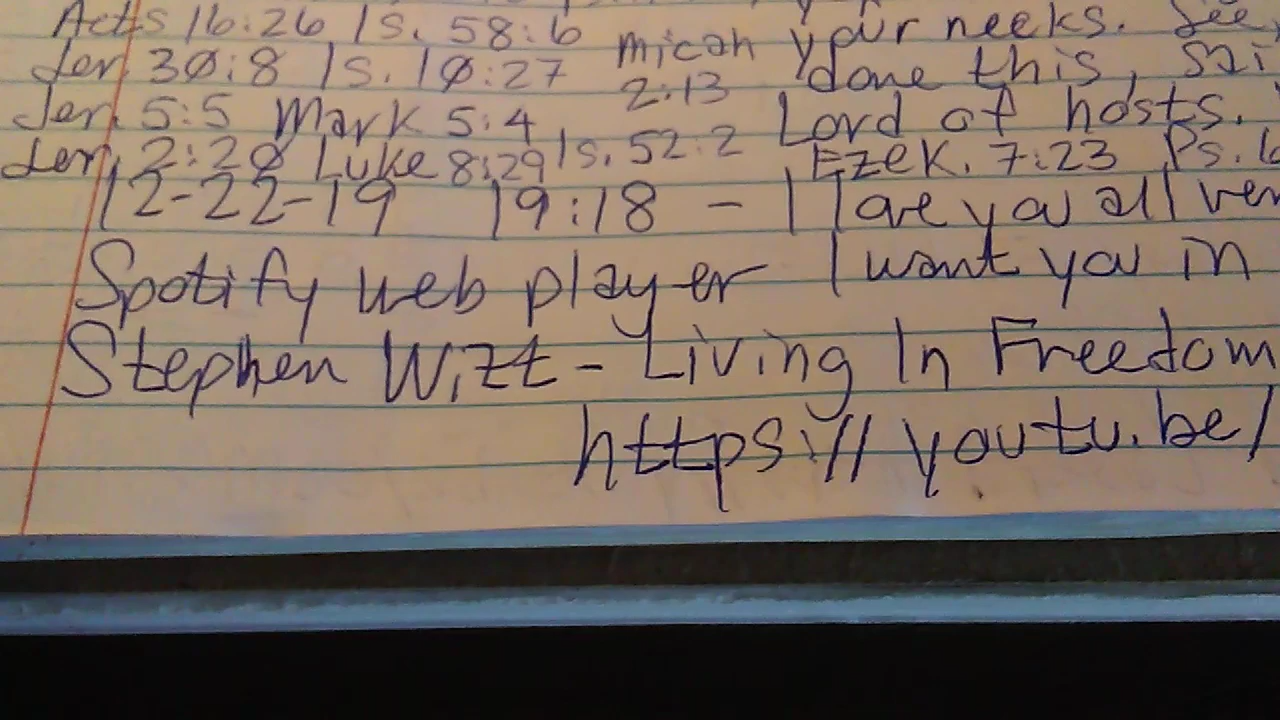 Acts 16:26 Is. 58:6 Micah your necks. See,
Jer. 30:8 Is. 10:27 2:13 done this, sai
Jer. 5:5 Mark 5:4 Lord of hosts.
Jer. 2:20 Luke 8:29 Is. 52:2 Ezek. 7:23 Ps.
12-22-19 19:18 - I love you all ver
Spotify web player I want you in
Stephen Witt - Living In Freedom
https://youtu.be/